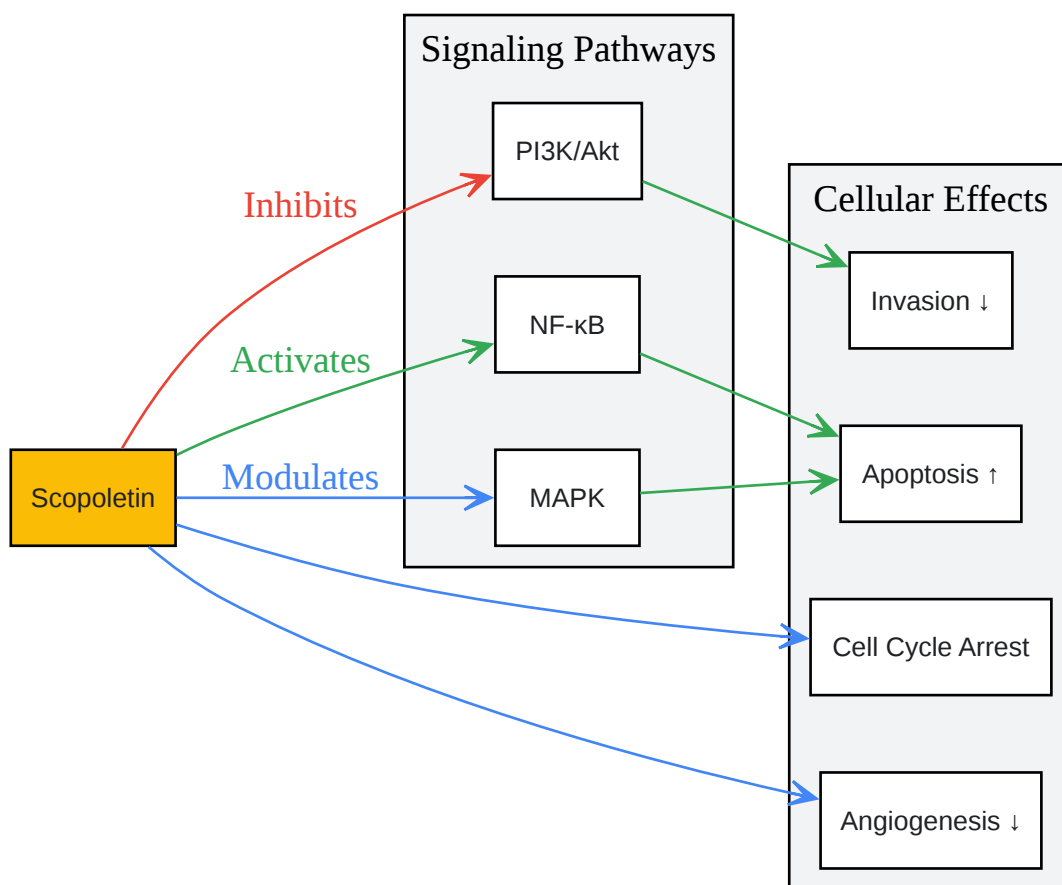 Signaling Pathways
PI3K/Akt
Cellular Effects
Inhibits
Invasion ↓
NF-κB
Activates
Apoptosis ↑
Modulates
Scopoletin
MAPK
Cell Cycle Arrest
Angiogenesis ↓